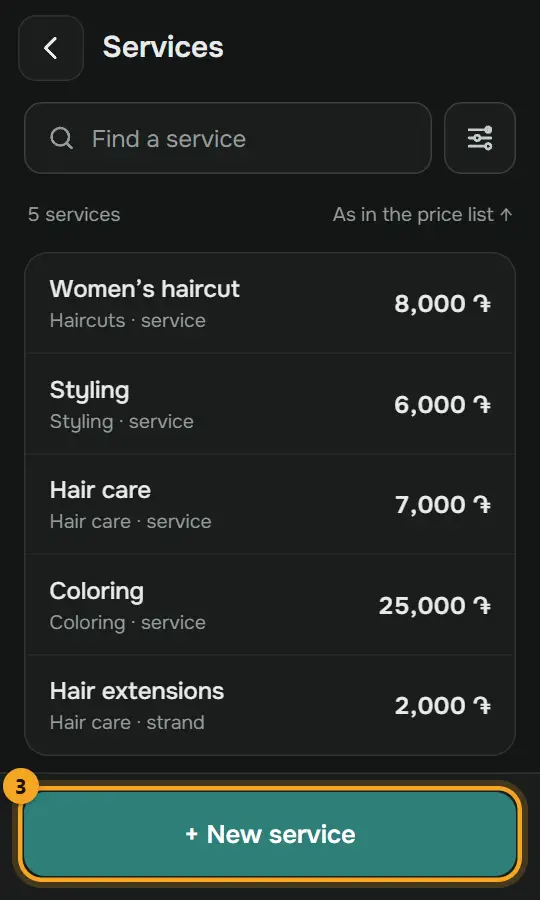 Services
Find a service
5 services
As in the price list ↑
Women’s haircut
Haircuts · service
8,000 ֏
Styling
Styling · service
6,000 ֏
Hair care
Hair care · service
7,000 ֏
Coloring
Coloring · service
25,000 ֏
Hair extensions
Hair care · strand
2,000 ֏
3
+ New service